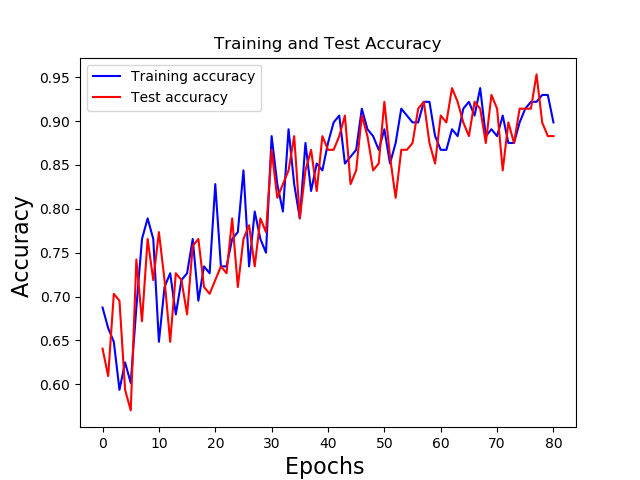 Training and Test Accuracy
Training accuracy
Test accuracy
Accuracy
0.95
0.90
0.85
0.80
0.75
0.70
0.65
0.60
0 10 20 30 40 50 60 70 80
Epochs